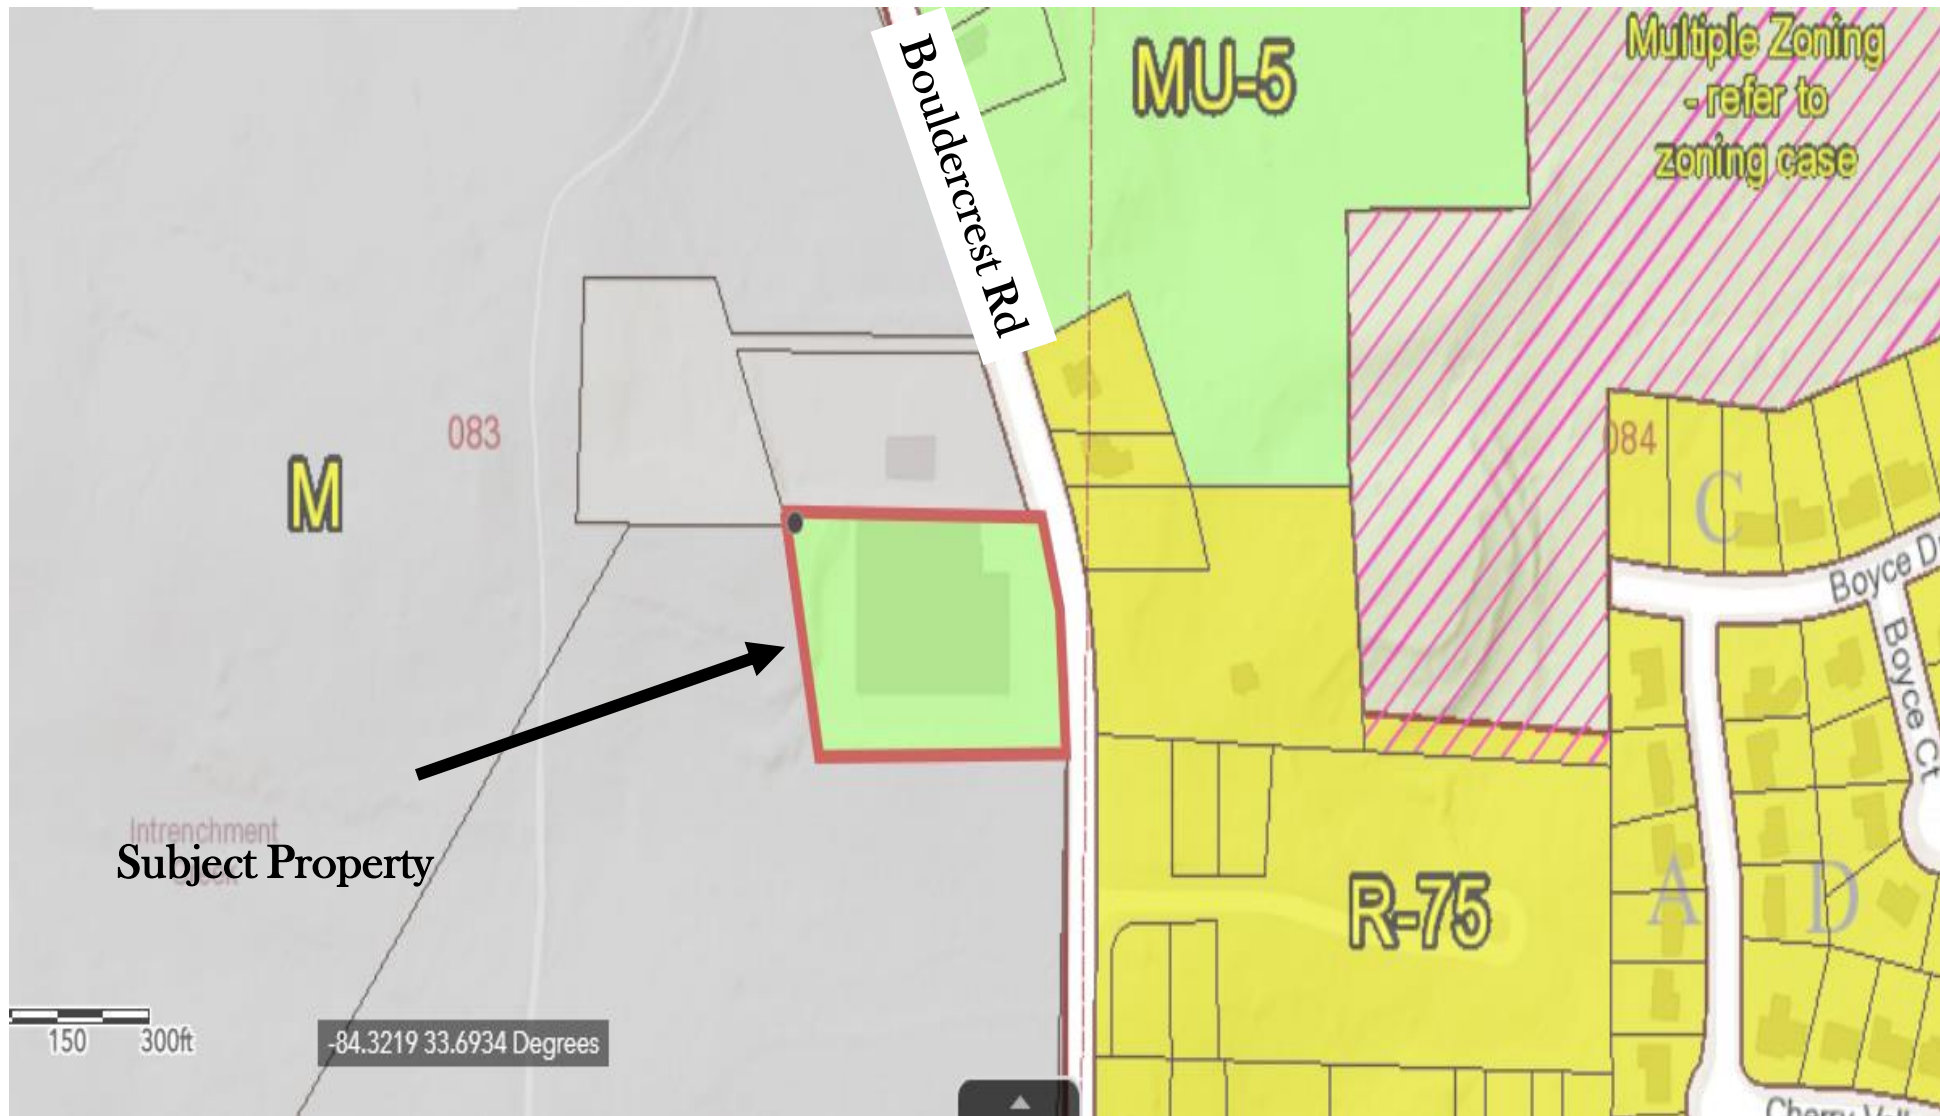 Bouldercrest Rd
MU-5
Multiple Zoning
- refer to
zoning case
083
M
084
C
Boyce D
Boyce Ct
Intrenchment
Subject Property
R-75
A
D
150 300ft
-84.3219 33.6934 Degrees